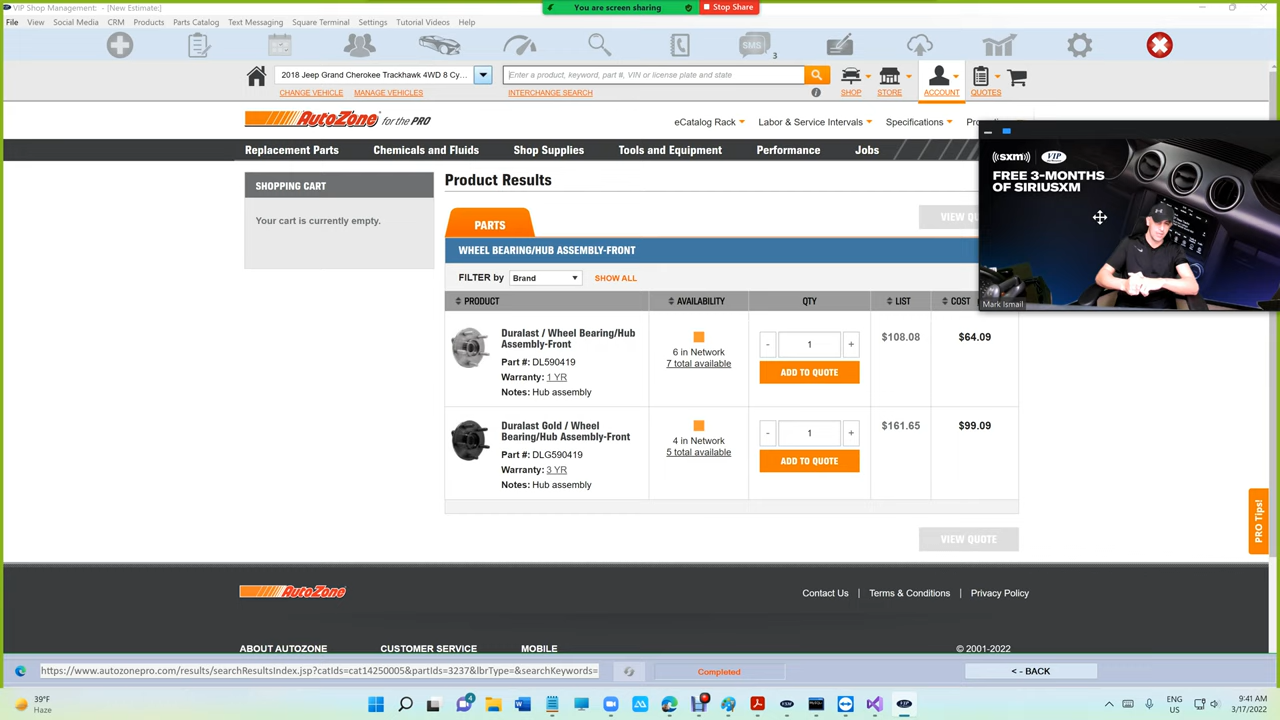 VIP Shop Management: - [New Estimate:]
You are screen sharing
Stop Share
File View Social Media CRM Products Parts Catalog Text Messaging Square Terminal Settings Tutorial Videos Help
SMS
3
2018 Jeep Grand Cherokee Trackhawk 4WD 8 Cy...
Enter a product, keyword, part #, VIN or license plate and state
CHANGE VEHICLE MANAGE VEHICLES INTERCHANGE SEARCH
SHOP STORE ACCOUNT QUOTES
AutoZone for the PRO
eCatalog Rack Labor & Service Intervals Specifications
Replacement Parts Chemicals and Fluids Shop Supplies Tools and Equipment Performance Jobs
SHOPPING CART
Your cart is currently empty.
Product Results
PARTS
VIEW QU
WHEEL BEARING/HUB ASSEMBLY-FRONT
FILTER by Brand SHOW ALL
PRODUCT AVAILABILITY QTY LIST COST
Duralast / Wheel Bearing/Hub
Assembly-Front
Part #: DL590419
Warranty: 1 YR
Notes: Hub assembly
6 in Network
7 total available
- 1 +
ADD TO QUOTE
$108.08
$64.09
Duralast Gold / Wheel
Bearing/Hub Assembly-Front
Part #: DLG590419
Warranty: 3 YR
Notes: Hub assembly
4 in Network
5 total available
- 1 +
ADD TO QUOTE
$161.65
$99.09
VIEW QUOTE
((sxm)) VIP
FREE 3-MONTHS
OF SIRIUSXM
Mark Ismail
PRO Tips!
AutoZone
Contact Us | Terms & Conditions | Privacy Policy
ABOUT AUTOZONE CUSTOMER SERVICE MOBILE © 2001-2022
https://www.autozonepro.com/results/searchResultsIndex.jsp?catIds=cat14250005&partIds=3237&lbrType=&searchKeywords=
Completed
< - BACK
39°F
Haze
4
VIP
ENG
US
9:41 AM
3/17/2022